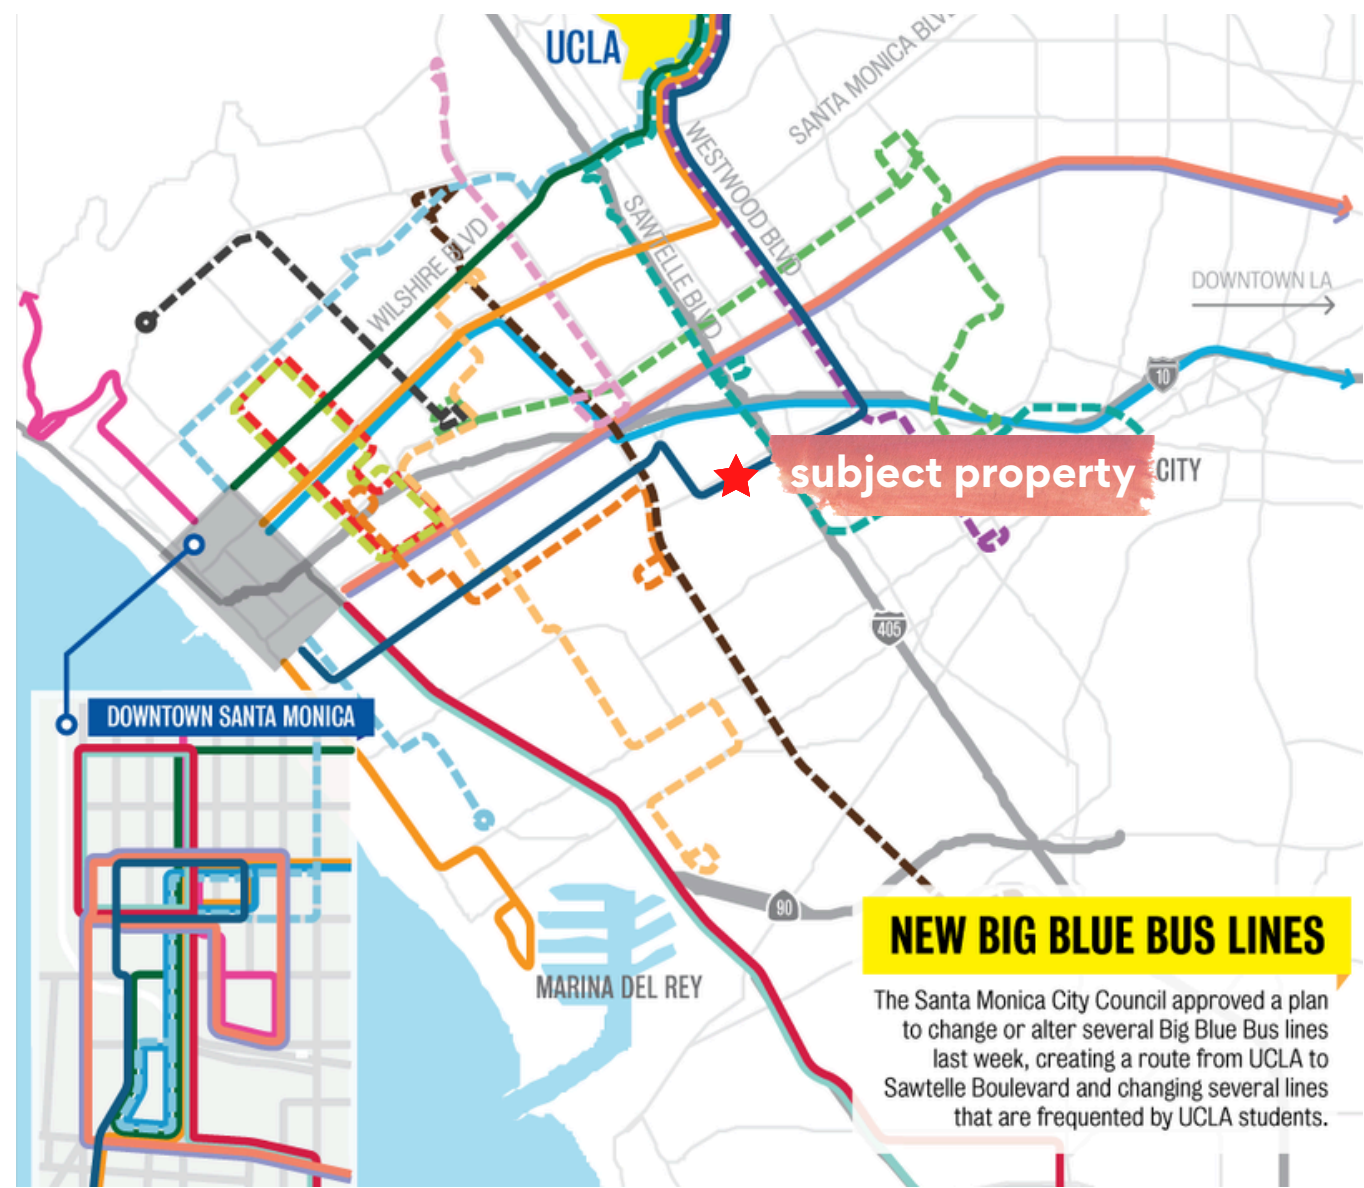 UCLA
SANTA MONICA BLVD
WESTWOOD BLVD
SAWTELLE BLVD
WILSHIRE BLVD
DOWNTOWN LA
10
subject property
CITY
405
DOWNTOWN SANTA MONICA
90
MARINA DEL REY
NEW BIG BLUE BUS LINES
The Santa Monica City Council approved a plan
to change or alter several Big Blue Bus lines
last week, creating a route from UCLA to
Sawtelle Boulevard and changing several lines
that are frequented by UCLA students.